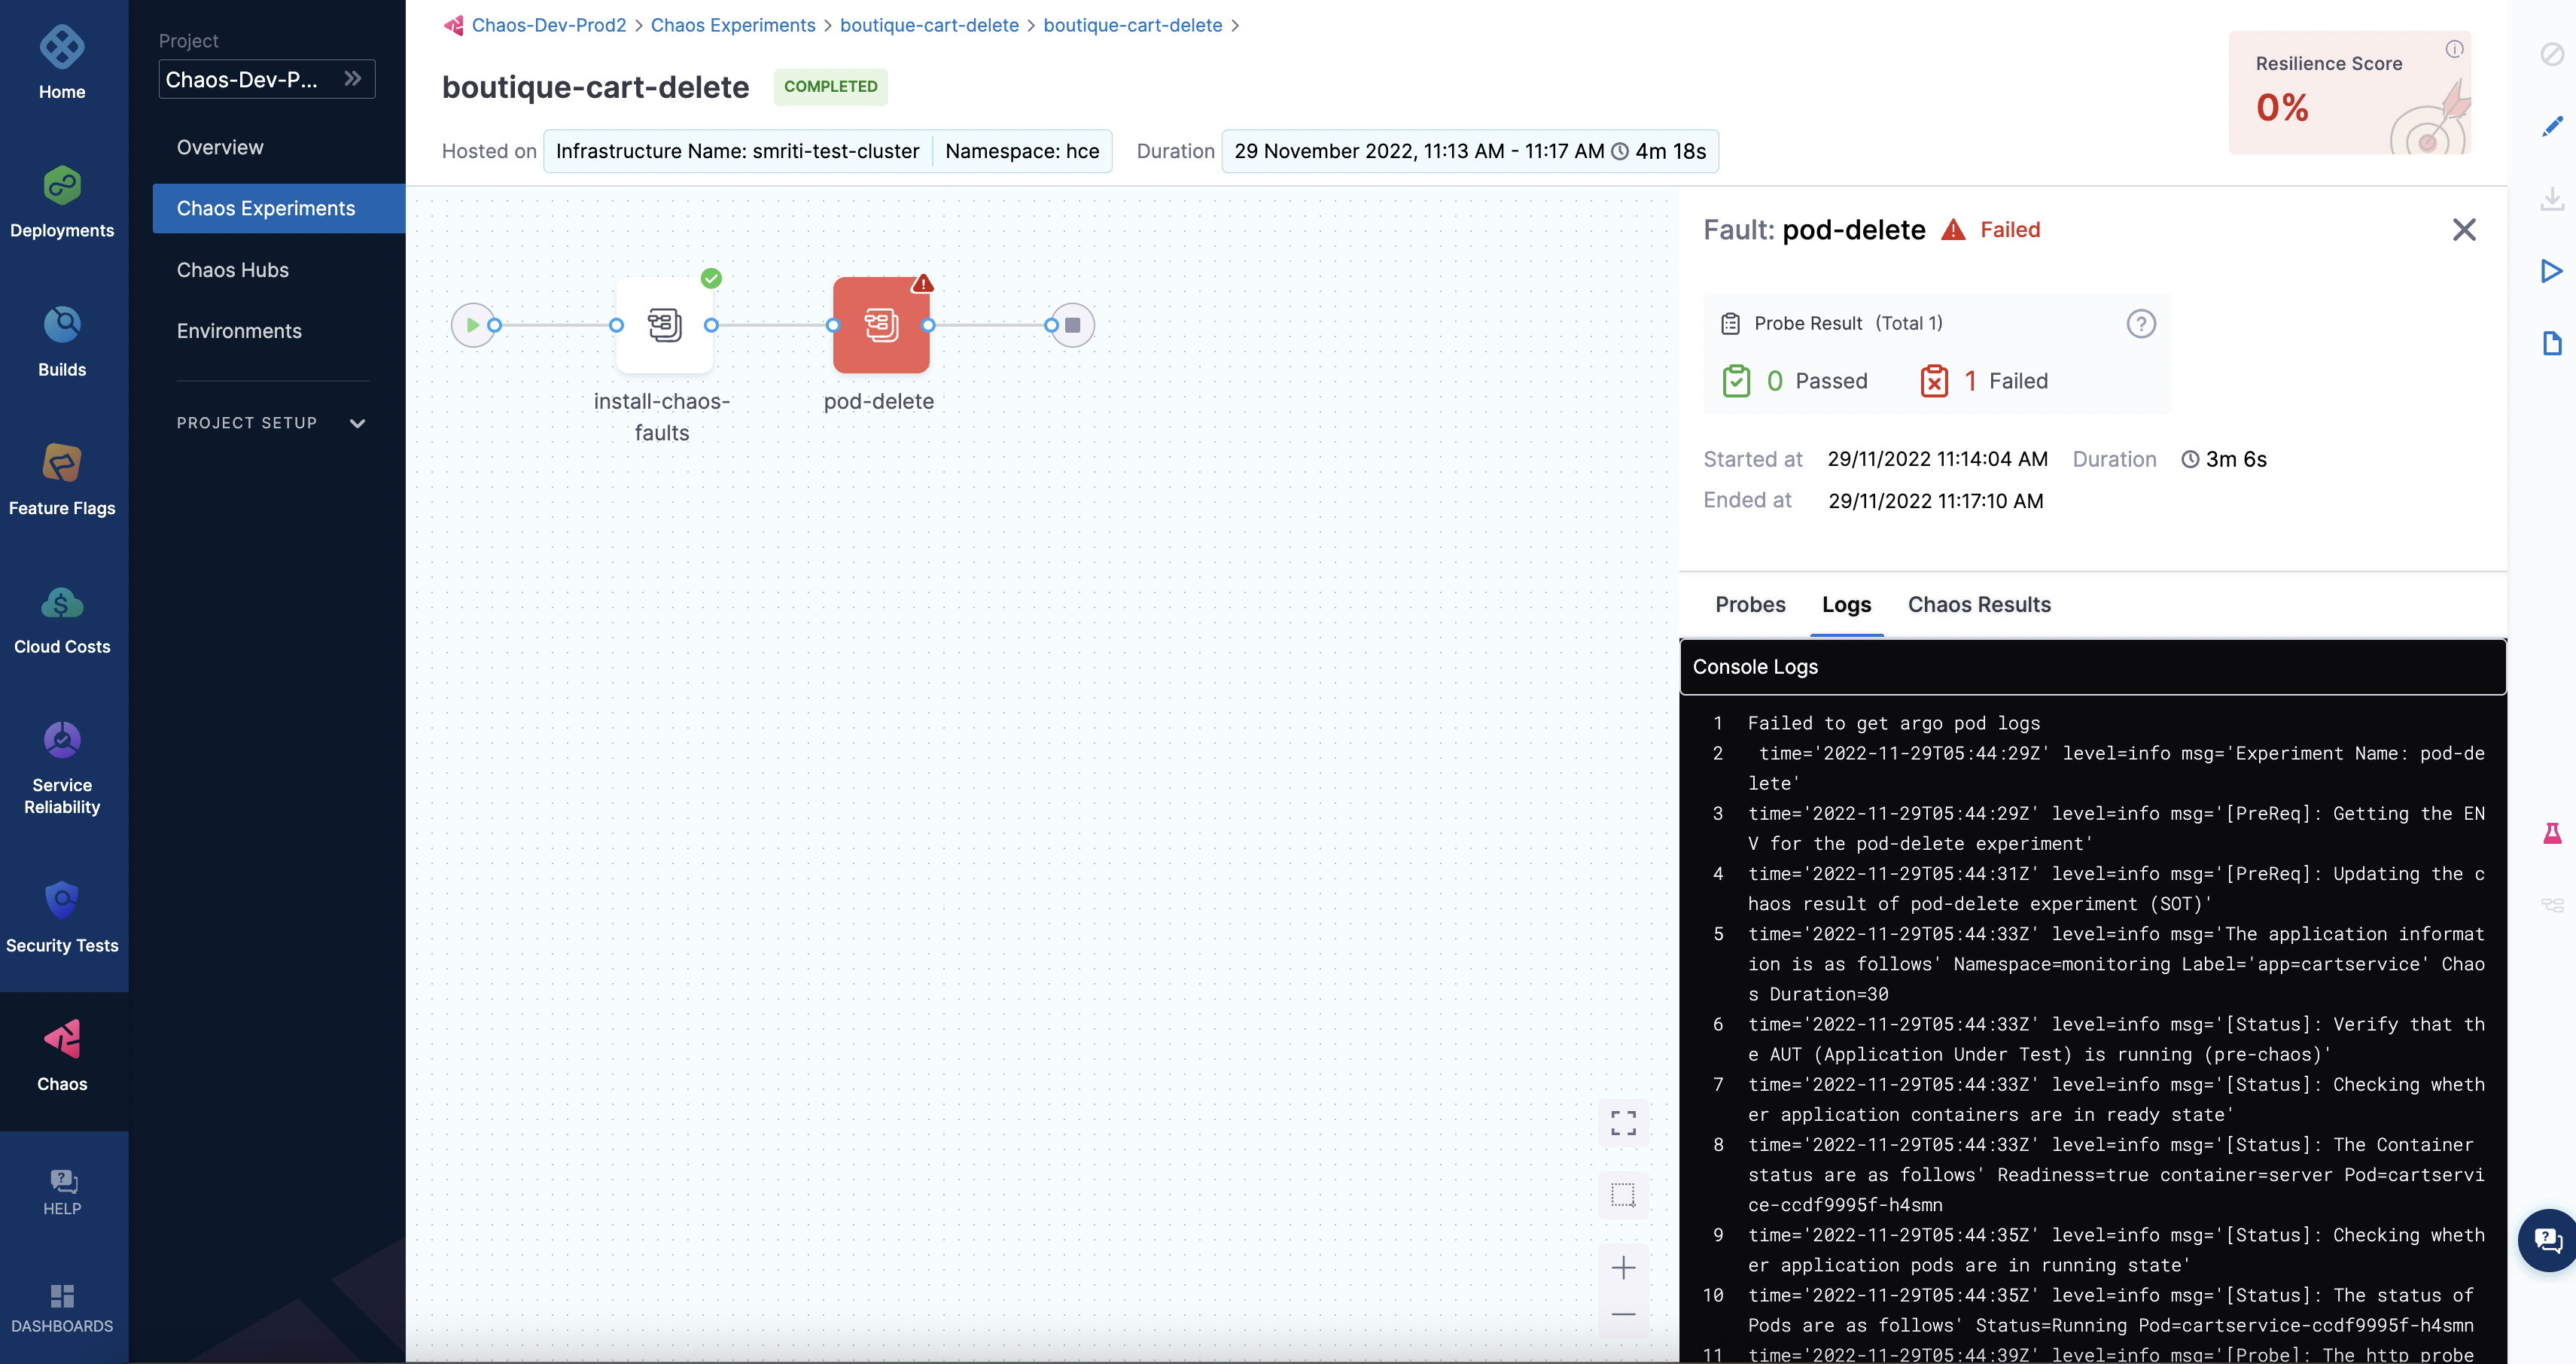 Home
Deployments
Builds
Feature Flags
Cloud Costs
Service
Reliability
Security Tests
Chaos
HELP
DASHBOARDS
Project
Chaos-Dev-P...
Overview
Chaos Experiments
Chaos Hubs
Environments
PROJECT SETUP
Chaos-Dev-Prod2 > Chaos Experiments > boutique-cart-delete > boutique-cart-delete >
boutique-cart-delete COMPLETED
Hosted on Infrastructure Name: smriti-test-cluster Namespace: hce Duration 29 November 2022, 11:13 AM - 11:17 AM 4m 18s
Resilience Score
0%
install-chaos-
faults
pod-delete
Fault: pod-delete Failed
Probe Result (Total 1)
0 Passed 1 Failed
Started at 29/11/2022 11:14:04 AM Duration 3m 6s
Ended at 29/11/2022 11:17:10 AM
Probes Logs Chaos Results
Console Logs
1 Failed to get argo pod logs
2 time='2022-11-29T05:44:29Z' level=info msg='Experiment Name: pod-de
lete'
3 time='2022-11-29T05:44:29Z' level=info msg='[PreReq]: Getting the EN
V for the pod-delete experiment'
4 time='2022-11-29T05:44:31Z' level=info msg='[PreReq]: Updating the c
haos result of pod-delete experiment (SOT)'
5 time='2022-11-29T05:44:33Z' level=info msg='The application informat
ion is as follows' Namespace=monitoring Label='app=cartservice' Chao
s Duration=30
6 time='2022-11-29T05:44:33Z' level=info msg='[Status]: Verify that th
e AUT (Application Under Test) is running (pre-chaos)'
7 time='2022-11-29T05:44:33Z' level=info msg='[Status]: Checking wheth
er application containers are in ready state'
8 time='2022-11-29T05:44:33Z' level=info msg='[Status]: The Container
status are as follows' Readiness=true container=server Pod=cartservi
ce-ccdf9995f-h4smn
9 time='2022-11-29T05:44:35Z' level=info msg='[Status]: Checking wheth
er application pods are in running state'
10 time='2022-11-29T05:44:35Z' level=info msg='[Status]: The status of
Pods are as follows' Status=Running Pod=cartservice-ccdf9995f-h4smn
11 time='2022-11-29T05:44:39Z' level=info msg='[Probe]: The http probe